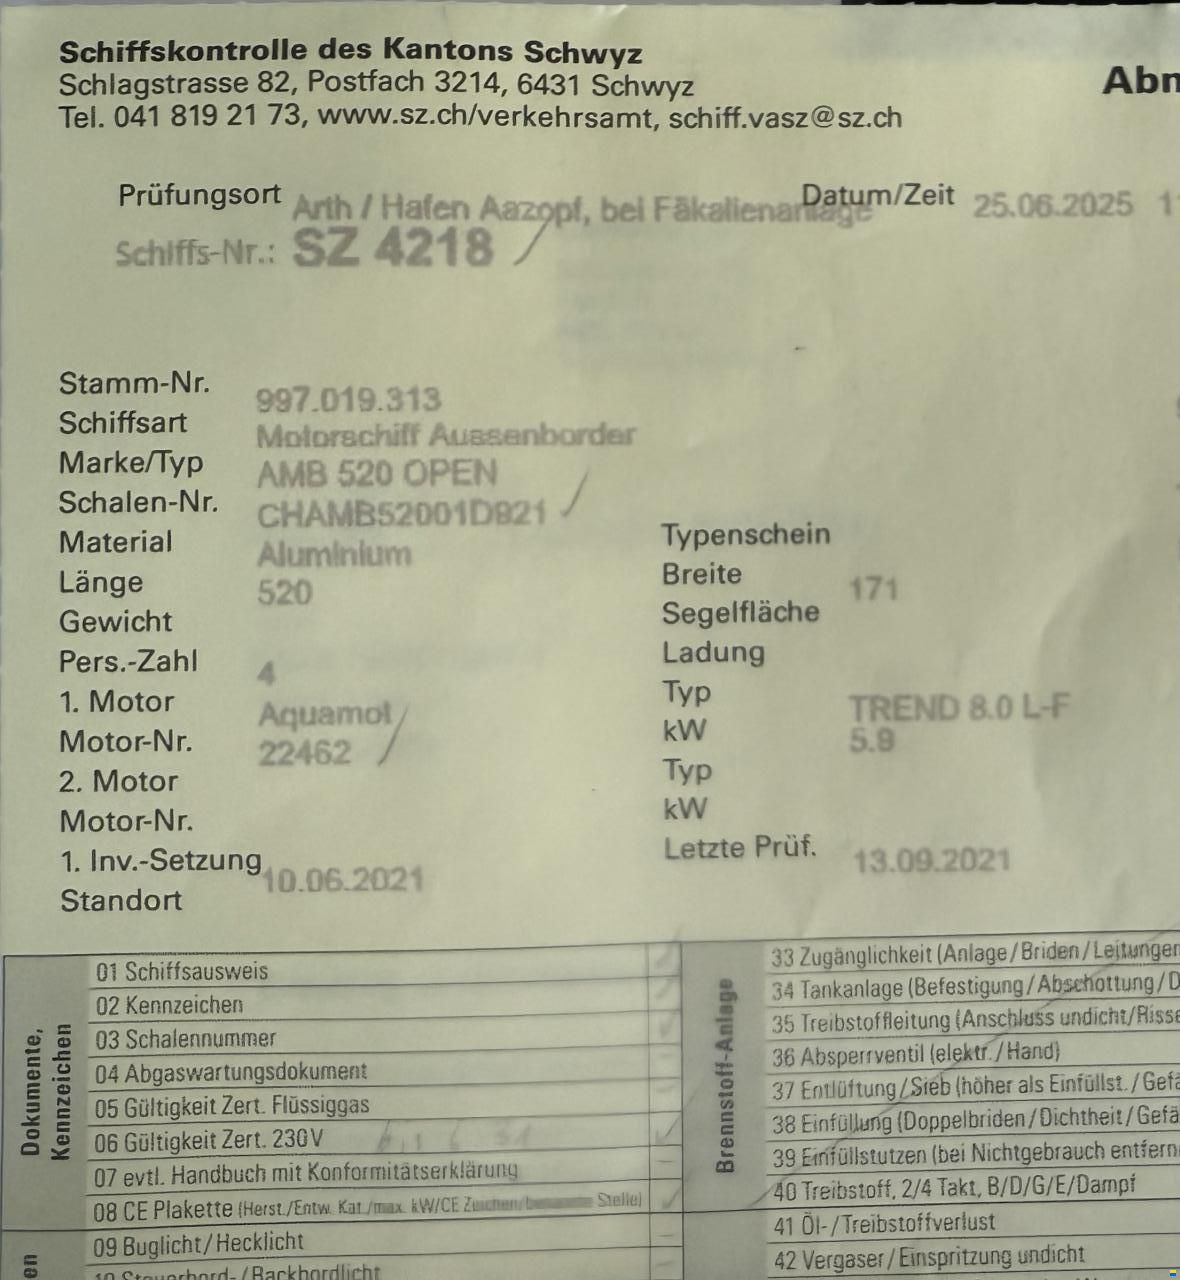 Schiffskontrolle des Kantons Schwyz
Schlagstrasse 82, Postfach 3214, 6431 Schwyz
Tel. 041 819 21 73, www.sz.ch/verkehrsamt, schiff.vasz@sz.ch
Abn
Prüfungsort Arth / Hafen Aazopf, bei Fäkalienanlage Datum/Zeit 25.06.2025 1
Schiffs-Nr.: SZ 4218
Stamm-Nr. 997.019.313
Schiffsart Motorschiff Aussenborder
Marke/Typ AMB 520 OPEN
Schalen-Nr. CHAMB52001D821
Material Aluminium Typenschein
Länge 520 Breite 171
Gewicht Segelfläche
Pers.-Zahl 4 Ladung
1. Motor Aquamot Typ TREND 8.0 L-F
Motor-Nr. 22462 kW 5.9
2. Motor Typ
Motor-Nr. kW
1. Inv.-Setzung 10.06.2021 Letzte Prüf. 13.09.2021
Standort
Dokumente,
Kennzeichen
01 Schiffsausweis
02 Kennzeichen
03 Schalennummer
04 Abgaswartungsdokument
05 Gültigkeit Zert. Flüssiggas
06 Gültigkeit Zert. 230V
07 evtl. Handbuch mit Konformitätserklärung
08 CE Plakette (Herst./Entw. Kat./max. kW/CE Zeichen/benannte Stelle)
09 Buglicht/Hecklicht
10 Steuerbord-/Backbordlicht
en
Brennstoff-Anlage
33 Zugänglichkeit (Anlage/Briden/Leitungen
34 Tankanlage (Befestigung/Abschottung/D
35 Treibstoffleitung (Anschluss undicht/Risse
36 Absperrventil (elektr./Hand)
37 Entlüftung/Sieb (höher als Einfüllst./Gefä
38 Einfüllung (Doppelbriden/Dichtheit/Gefä
39 Einfüllstutzen (bei Nichtgebrauch entfern
40 Treibstoff, 2/4 Takt, B/D/G/E/Dampf
41 Öl-/Treibstoffverlust
42 Vergaser/Einspritzung undicht